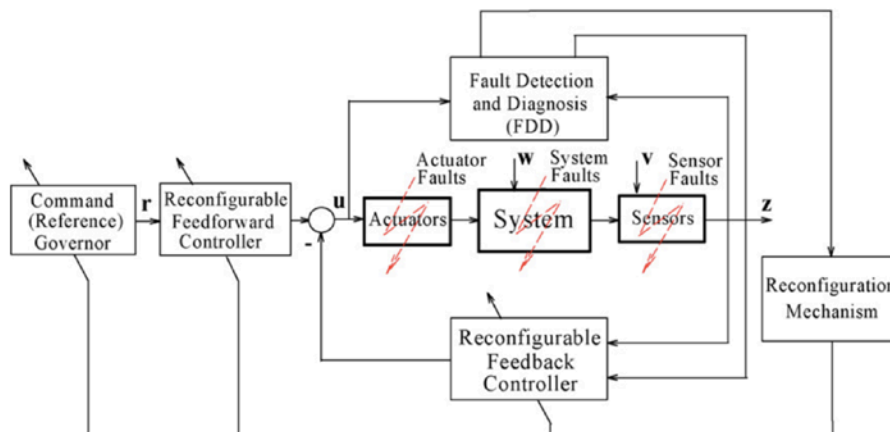 Fault Detection
and Diagnosis
(FDD)
Actuator
Faults
w
System
Faults
v
Sensor
Faults
Command
(Reference)
Governor
r
Reconfigurable
Feedforward
Controller
-
u
Actuators
System
Sensors
z
Reconfiguration
Mechanism
Reconfigurable
Feedback
Controller